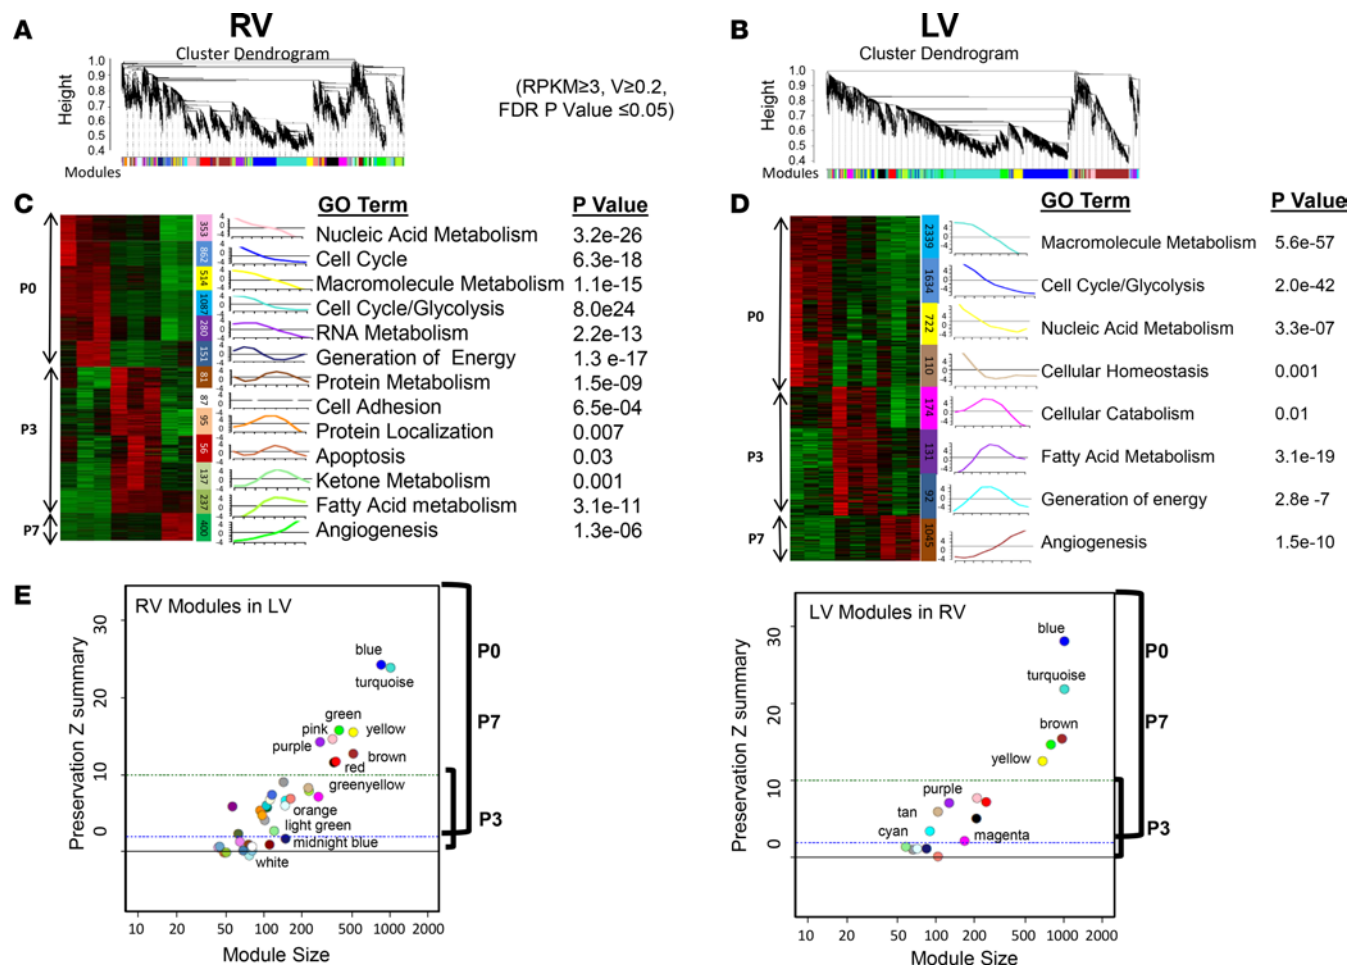 A
RV
Cluster Dendrogram
Height
1.0
0.9
0.8
0.7
0.6
0.5
0.4
Modules
(RPKM≥3, V≥0.2,
FDR P Value ≤0.05)
B
LV
Cluster Dendrogram
Height
1.0
0.9
0.8
0.7
0.6
0.5
0.4
Modules
C
GO Term P Value
P0
P3
P7
353 Nucleic Acid Metabolism 3.2e-26
862 Cell Cycle 6.3e-18
514 Macromolecule Metabolism 1.1e-15
1087 Cell Cycle/Glycolysis 8.0e24
280 RNA Metabolism 2.2e-13
151 Generation of Energy 1.3 e-17
81 Protein Metabolism 1.5e-09
87 Cell Adhesion 6.5e-04
95 Protein Localization 0.007
56 Apoptosis 0.03
137 Ketone Metabolism 0.001
237 Fatty Acid metabolism 3.1e-11
400 Angiogenesis 1.3e-06
D
GO Term P Value
P0
P3
P7
2339 Macromolecule Metabolism 5.6e-57
1634 Cell Cycle/Glycolysis 2.0e-42
722 Nucleic Acid Metabolism 3.3e-07
110 Cellular Homeostasis 0.001
174 Cellular Catabolism 0.01
131 Fatty Acid Metabolism 3.1e-19
92 Generation of energy 2.8e -7
1045 Angiogenesis 1.5e-10
E
RV Modules in LV
Preservation Z summary
30
20
10
0
blue
turquoise
green
pink
yellow
purple
brown
red
greenyellow
orange
light green
midnight blue
white
P0
P7
P3
10 20 50 100 500 2000
Module Size
LV Modules in RV
Preservation Z summary
30
20
10
0
blue
turquoise
brown
yellow
purple
tan
cyan
magenta
P0
P7
P3
10 20 50 100 200 500 1000 2000
Module Size